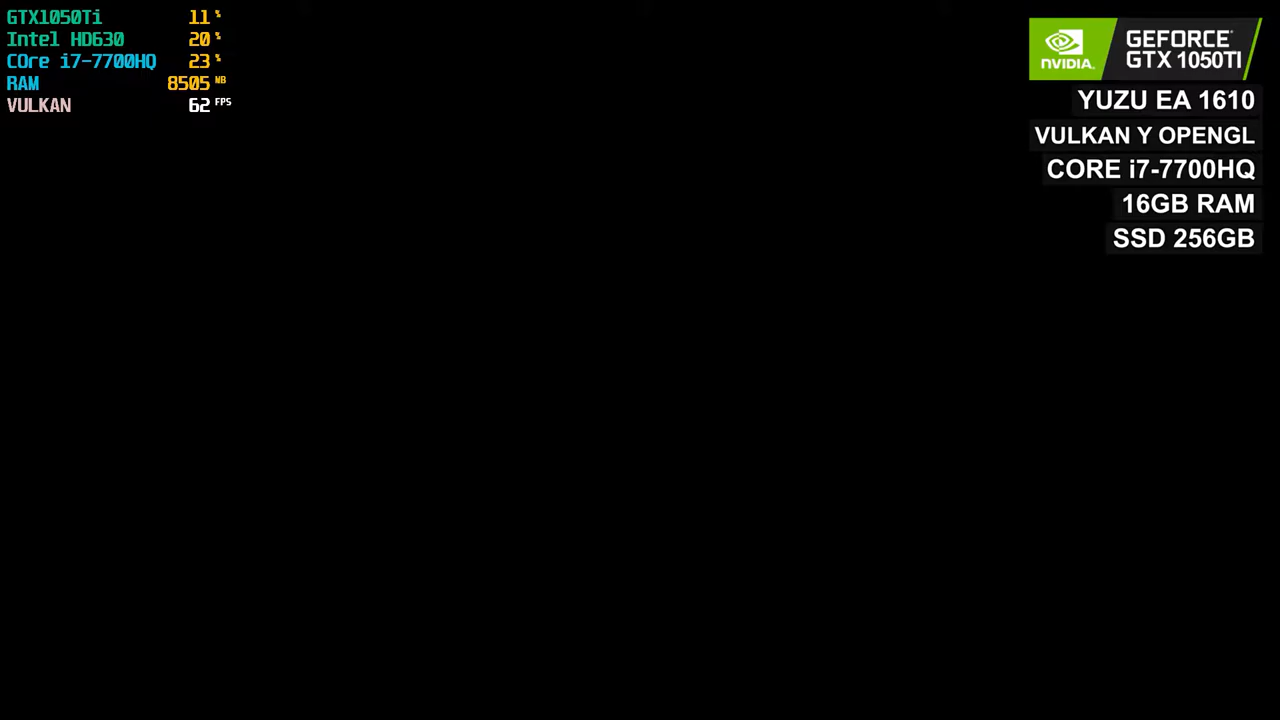 GTX1050Ti 11 %
Intel HD630 20 %
COre i7-7700HQ 23 %
RAM 8505 MB
VULKAN 62 FPS
NVIDIA.
GEFORCE
GTX 1050TI
YUZU EA 1610
VULKAN Y OPENGL
CORE i7-7700HQ
16GB RAM
SSD 256GB